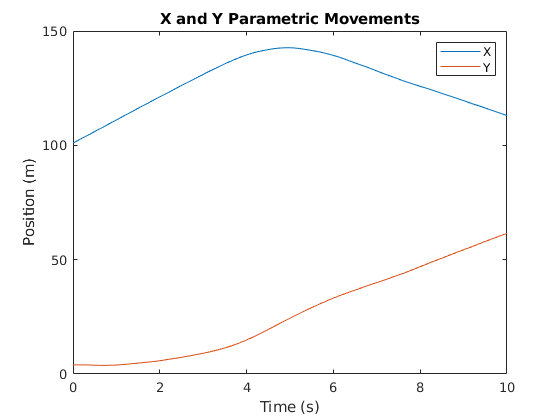 X and Y Parametric Movements
150
X
Y
100
Position (m)
50
0
0 2 4 6 8 10
Time (s)